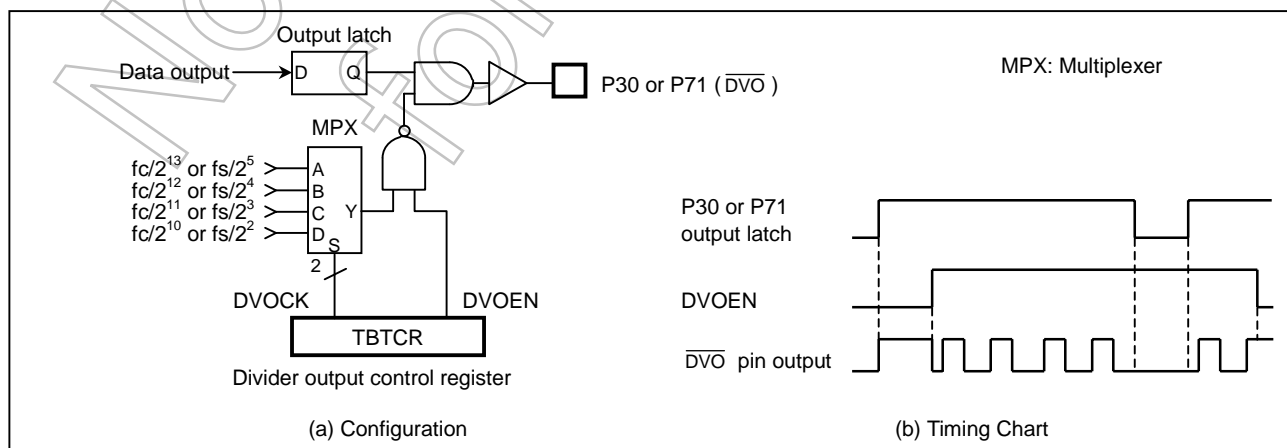 Output latch
Data output
D
Q
P30 or P71 ( DVO )
MPX: Multiplexer
MPX
fc/2^13 or fs/2^5
fc/2^12 or fs/2^4
fc/2^11 or fs/2^3
fc/2^10 or fs/2^2
A
B
C
D
Y
S
2
DVOCK
DVOEN
TBTCR
Divider output control register
(a) Configuration
P30 or P71
output latch
DVOEN
DVO pin output
(b) Timing Chart